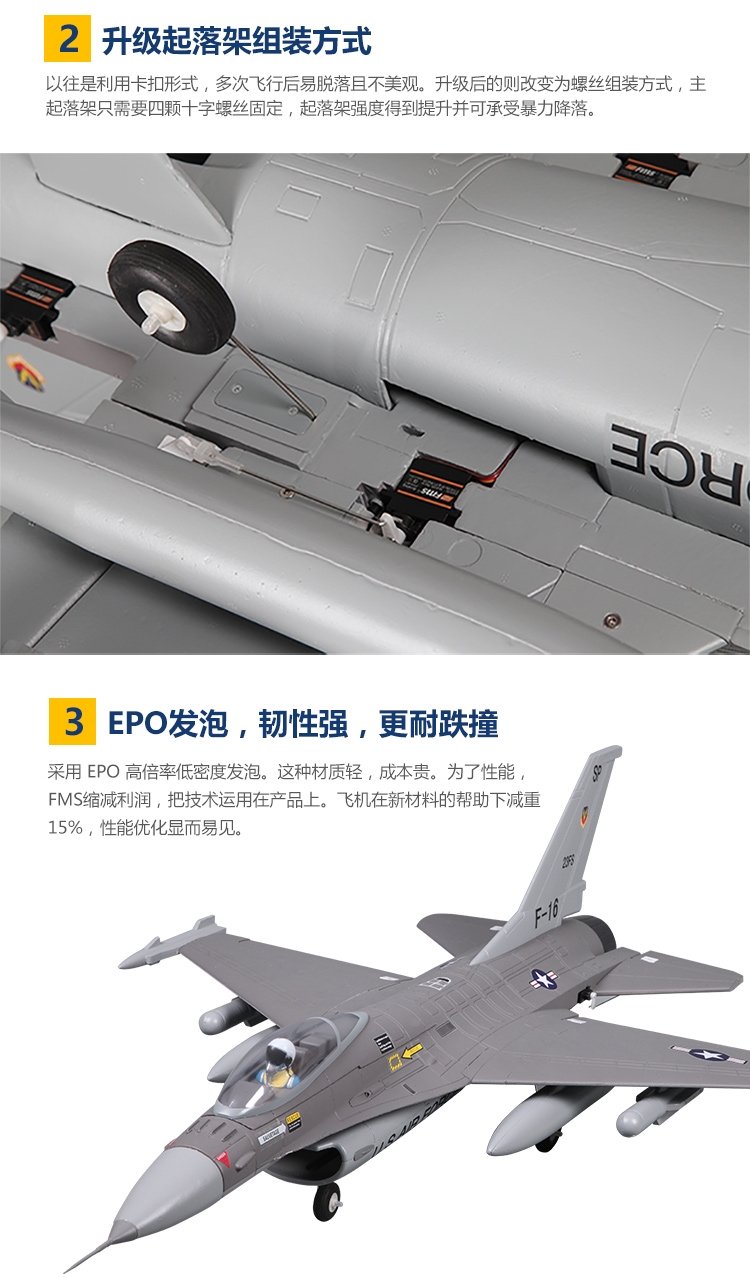 2 升级起落架组装方式
以往是利用卡扣形式，多次飞行后易脱落且不美观。升级后的则改变为螺丝组装方式，主
起落架只需要四颗十字螺丝固定，起落架强度得到提升并可承受暴力降落。
Fms
Fms
Fms
ORCE
3 EPO发泡，韧性强，更耐跌撞
采用 EPO 高倍率低密度发泡。这种材质轻，成本贵。为了性能，
FMS缩减利润，把技术运用在产品上。飞机在新材料的帮助下减重
15%，性能优化显而易见。
SP
23FS
F-16
U.S.AIR FOR